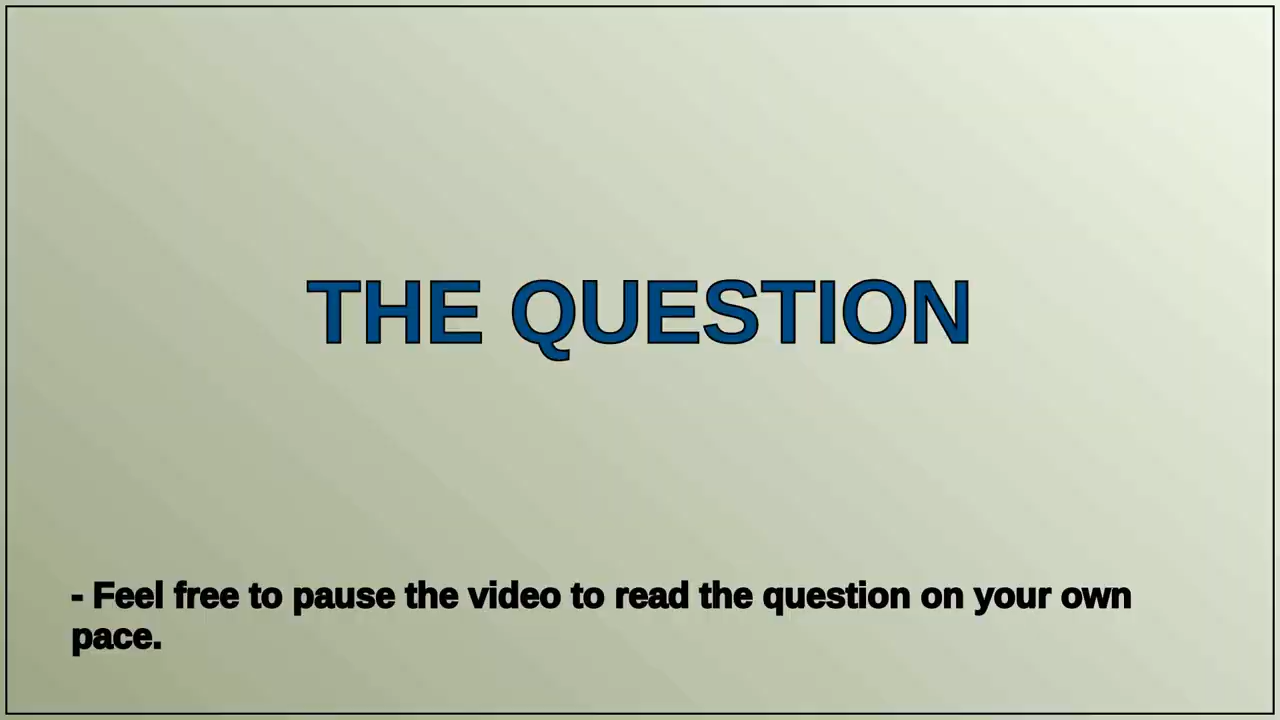 THE QUESTION
- Feel free to pause the video to read the question on your own
pace.